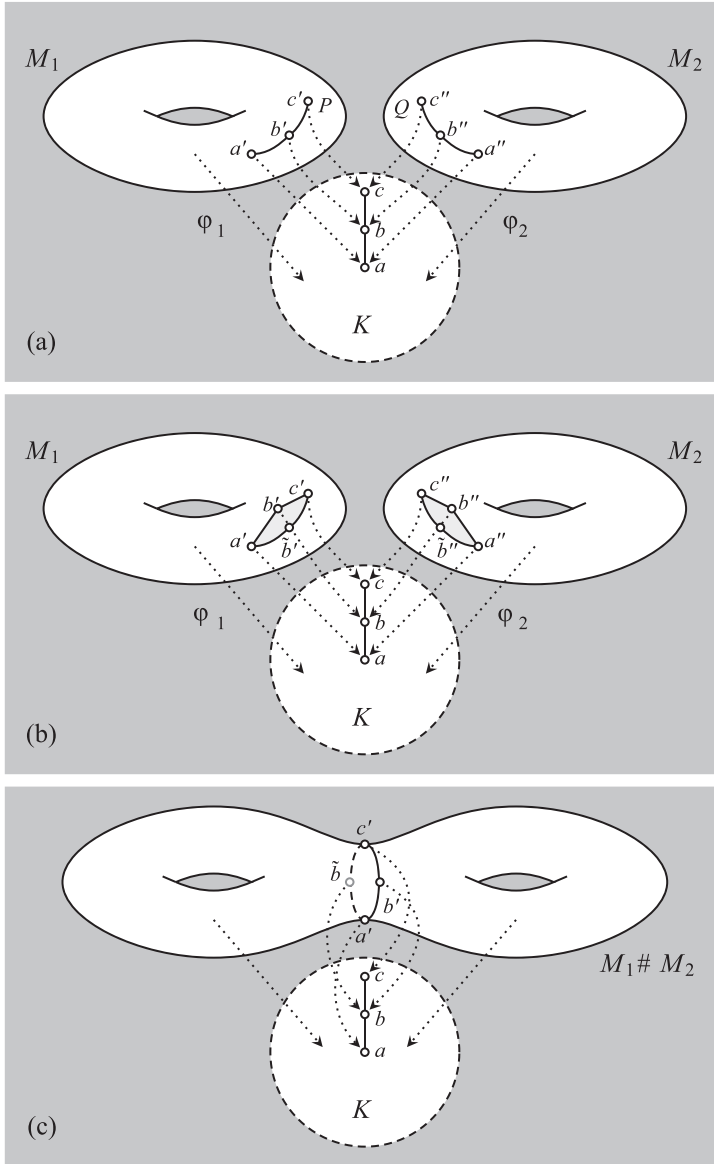 M₁ M₂
c′ P Q c″
b′ b″
a′ a″
c
φ₁ b φ₂
a
K
(a)
M₁ M₂
c′ c″
b′ b″
a′ b̃′ b̃″ a″
c
φ₁ b φ₂
a
K
(b)
c′
b̃ b′
a′
M₁# M₂
c
b
a
K
(c)